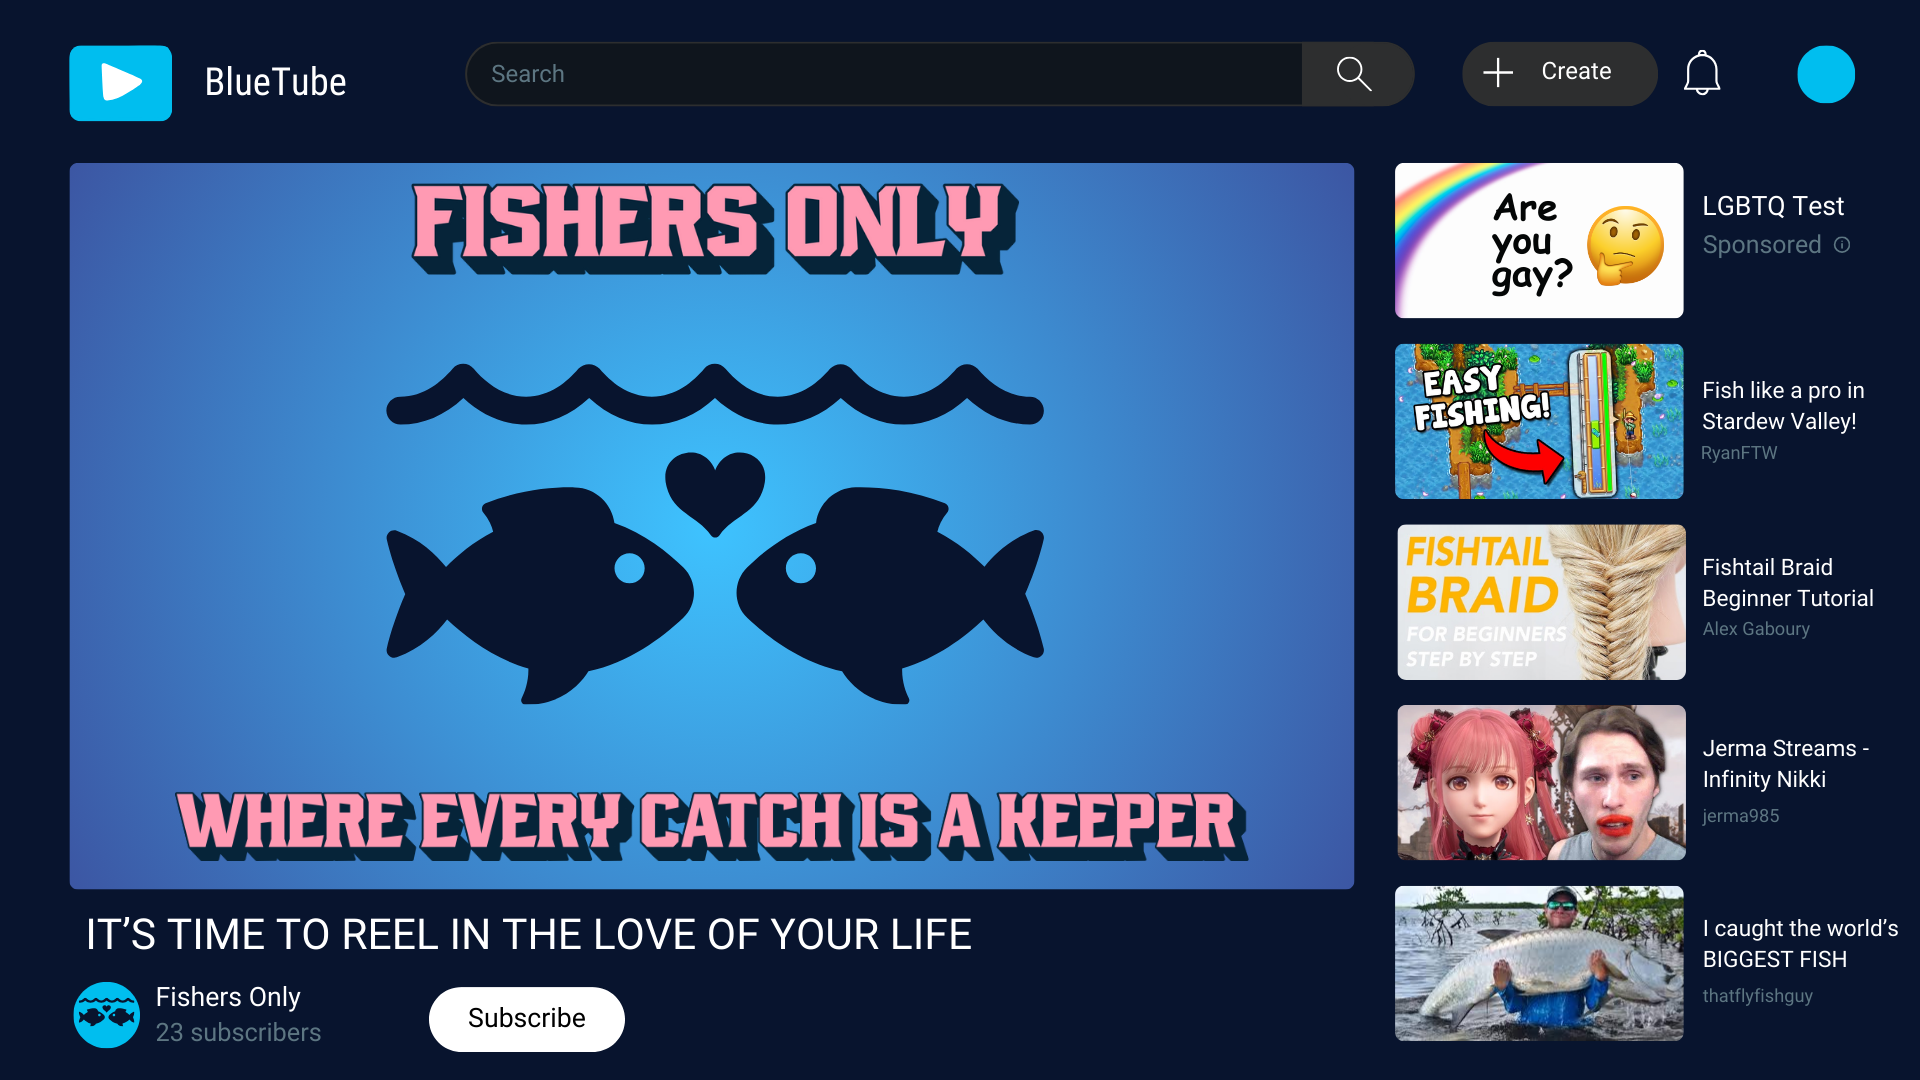 BlueTube
Search
Create
FISHERS ONLY
WHERE EVERY CATCH IS A KEEPER
IT’S TIME TO REEL IN THE LOVE OF YOUR LIFE
Fishers Only
23 subscribers
Subscribe
Are
you
gay?
LGBTQ Test
Sponsored
EASY
FISHING!
Fish like a pro in
Stardew Valley!
RyanFTW
FISHTAIL
BRAID
FOR BEGINNERS
STEP BY STEP
Fishtail Braid
Beginner Tutorial
Alex Gaboury
Jerma Streams -
Infinity Nikki
jerma985
I caught the world’s
BIGGEST FISH
thatflyfishguy